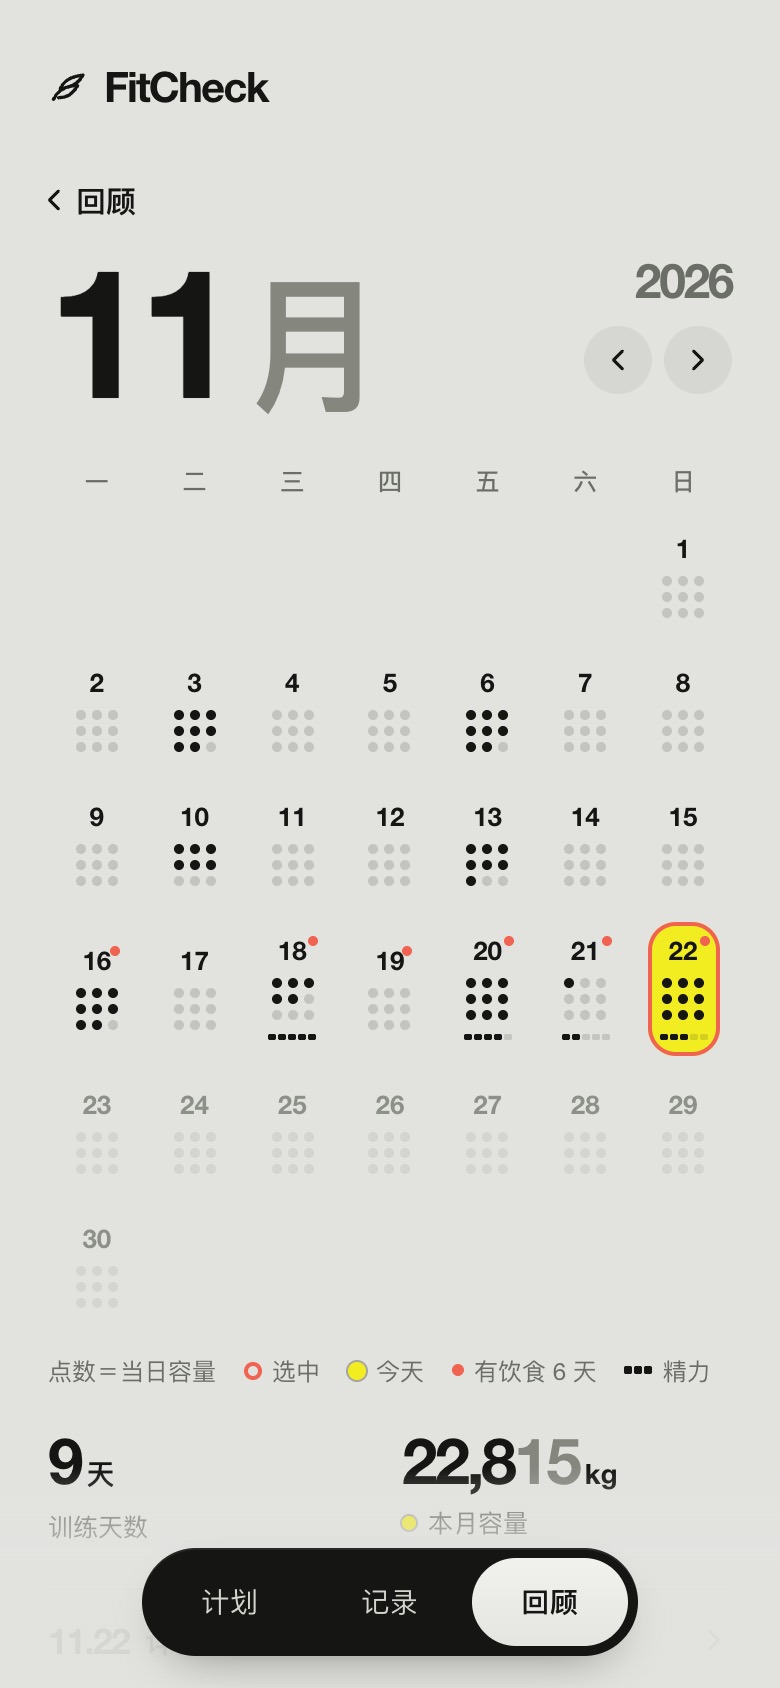 FitCheck
回顾
11 月
2026
一 二 三 四 五 六 日
1
2 3 4 5 6 7 8
9 10 11 12 13 14 15
16 17 18 19 20 21 22
23 24 25 26 27 28 29
30
点数＝当日容量 选中 今天 有饮食 6 天 精力
9 天
22,815 kg
训练天数
本月容量
计划 记录 回顾
11.22